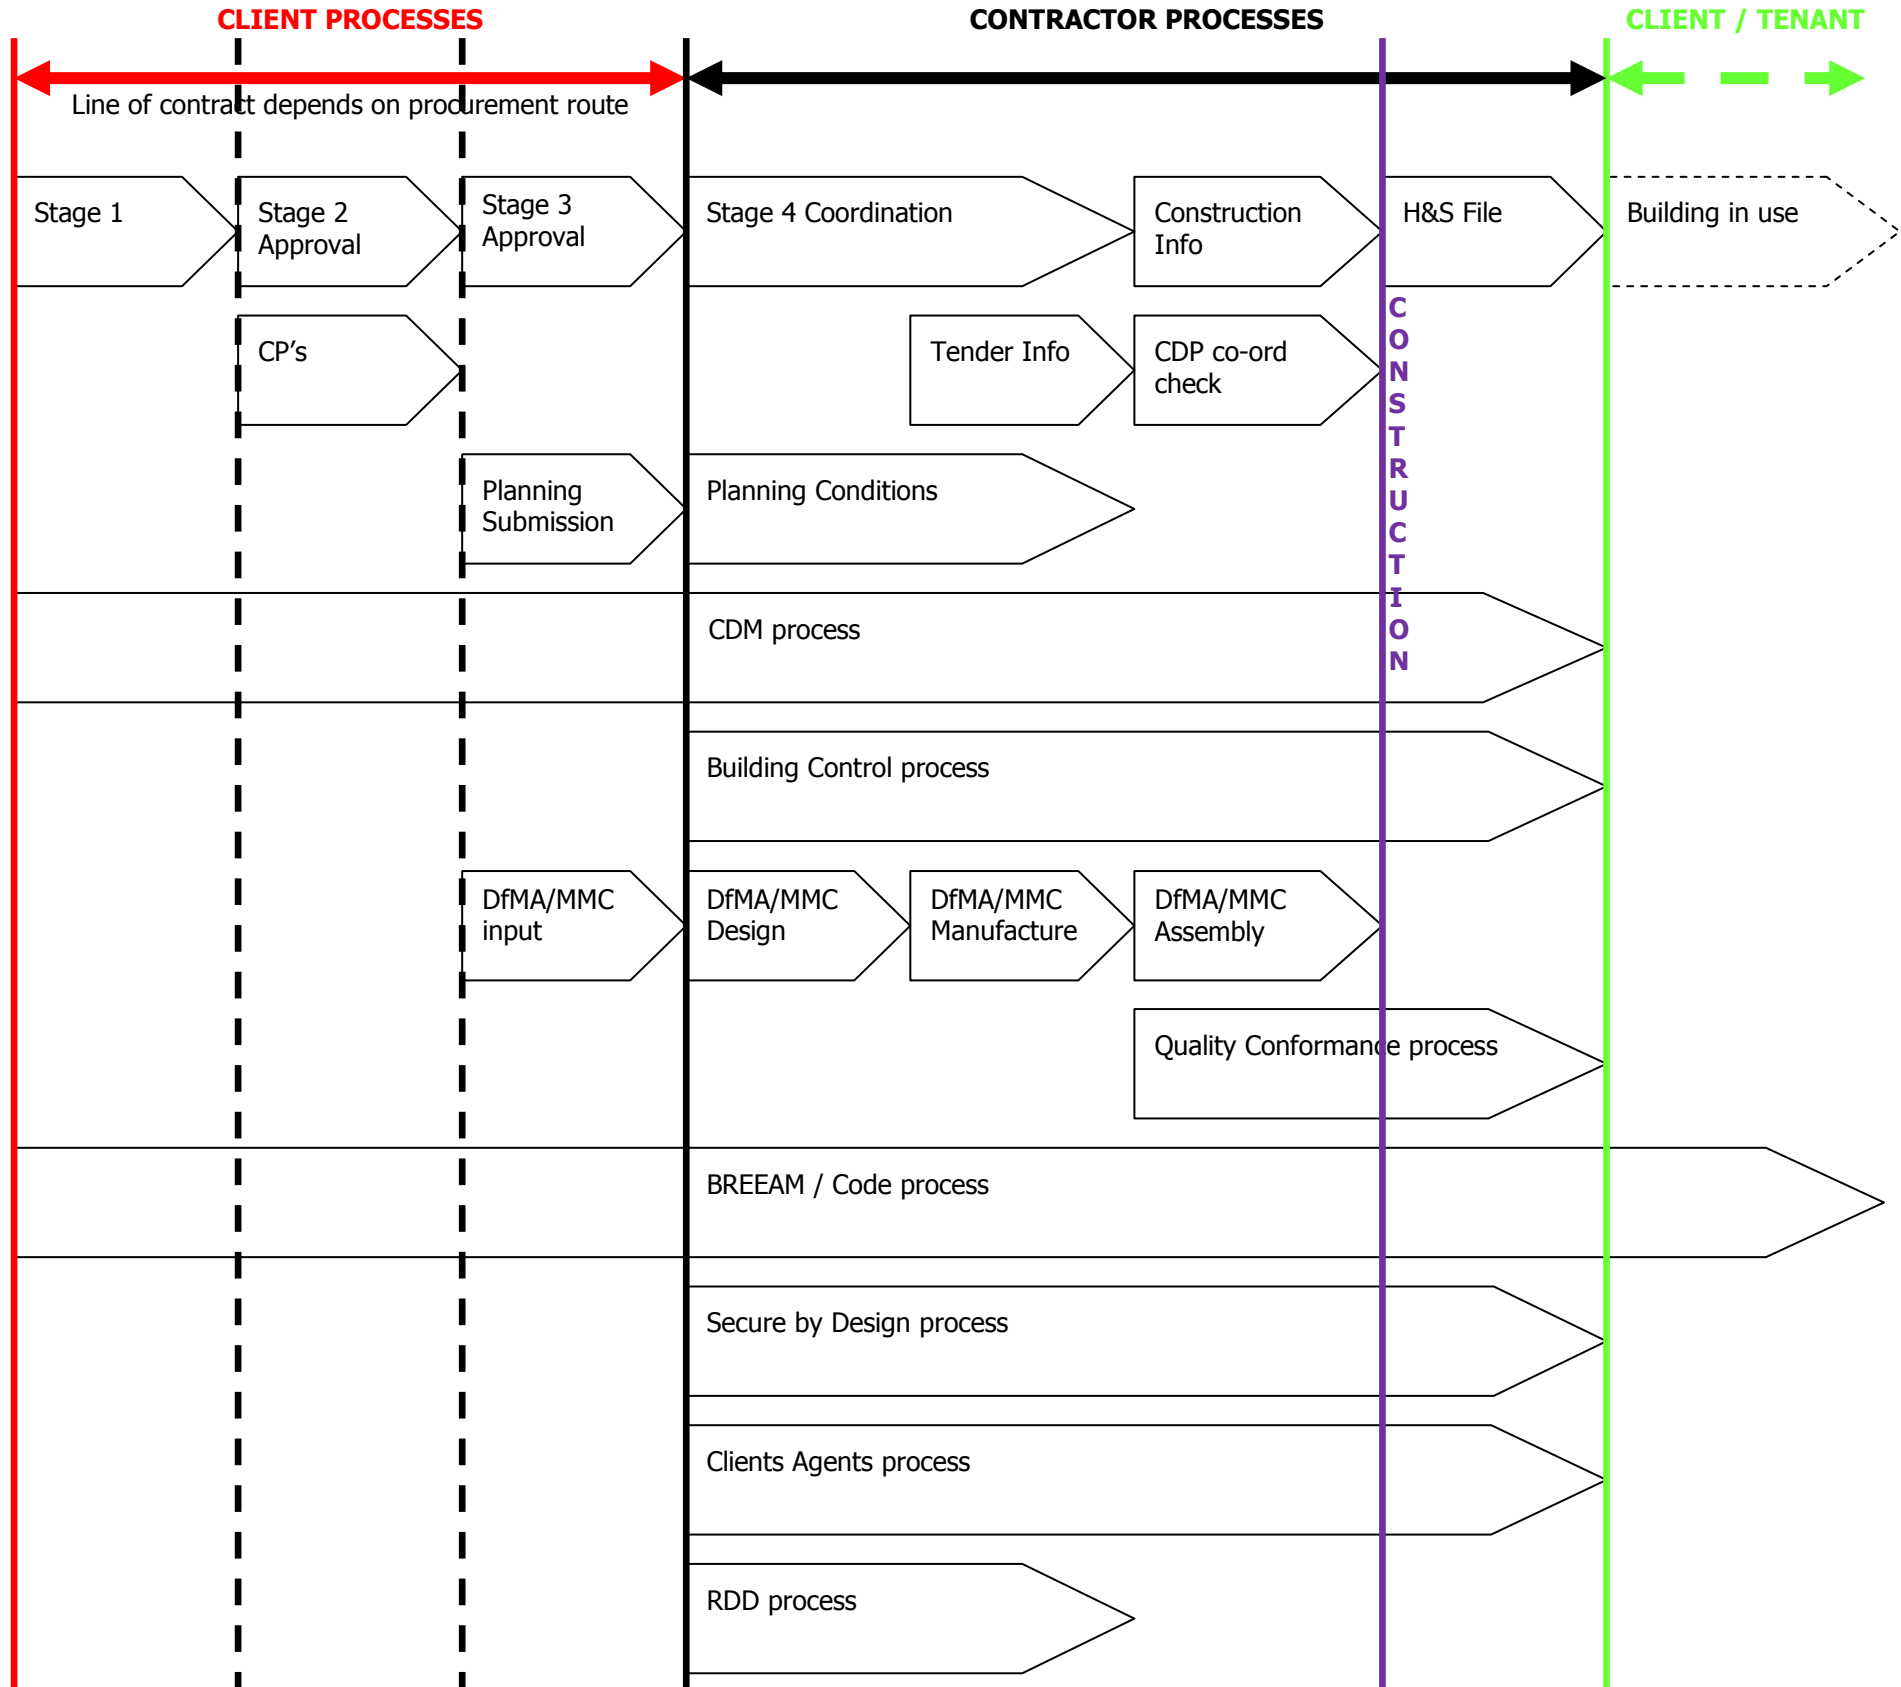 CLIENT PROCESSES
CONTRACTOR PROCESSES
CLIENT / TENANT
Line of contract depends on procurement route
Stage 1
Stage 2
Approval
Stage 3
Approval
Stage 4 Coordination
Construction
Info
H&S File
Building in use
CP’s
Tender Info
CDP co-ord
check
CONSTRUCTION
Planning
Submission
Planning Conditions
CDM process
Building Control process
DfMA/MMC
input
DfMA/MMC
Design
DfMA/MMC
Manufacture
DfMA/MMC
Assembly
Quality Conformance process
BREEAM / Code process
Secure by Design process
Clients Agents process
RDD process